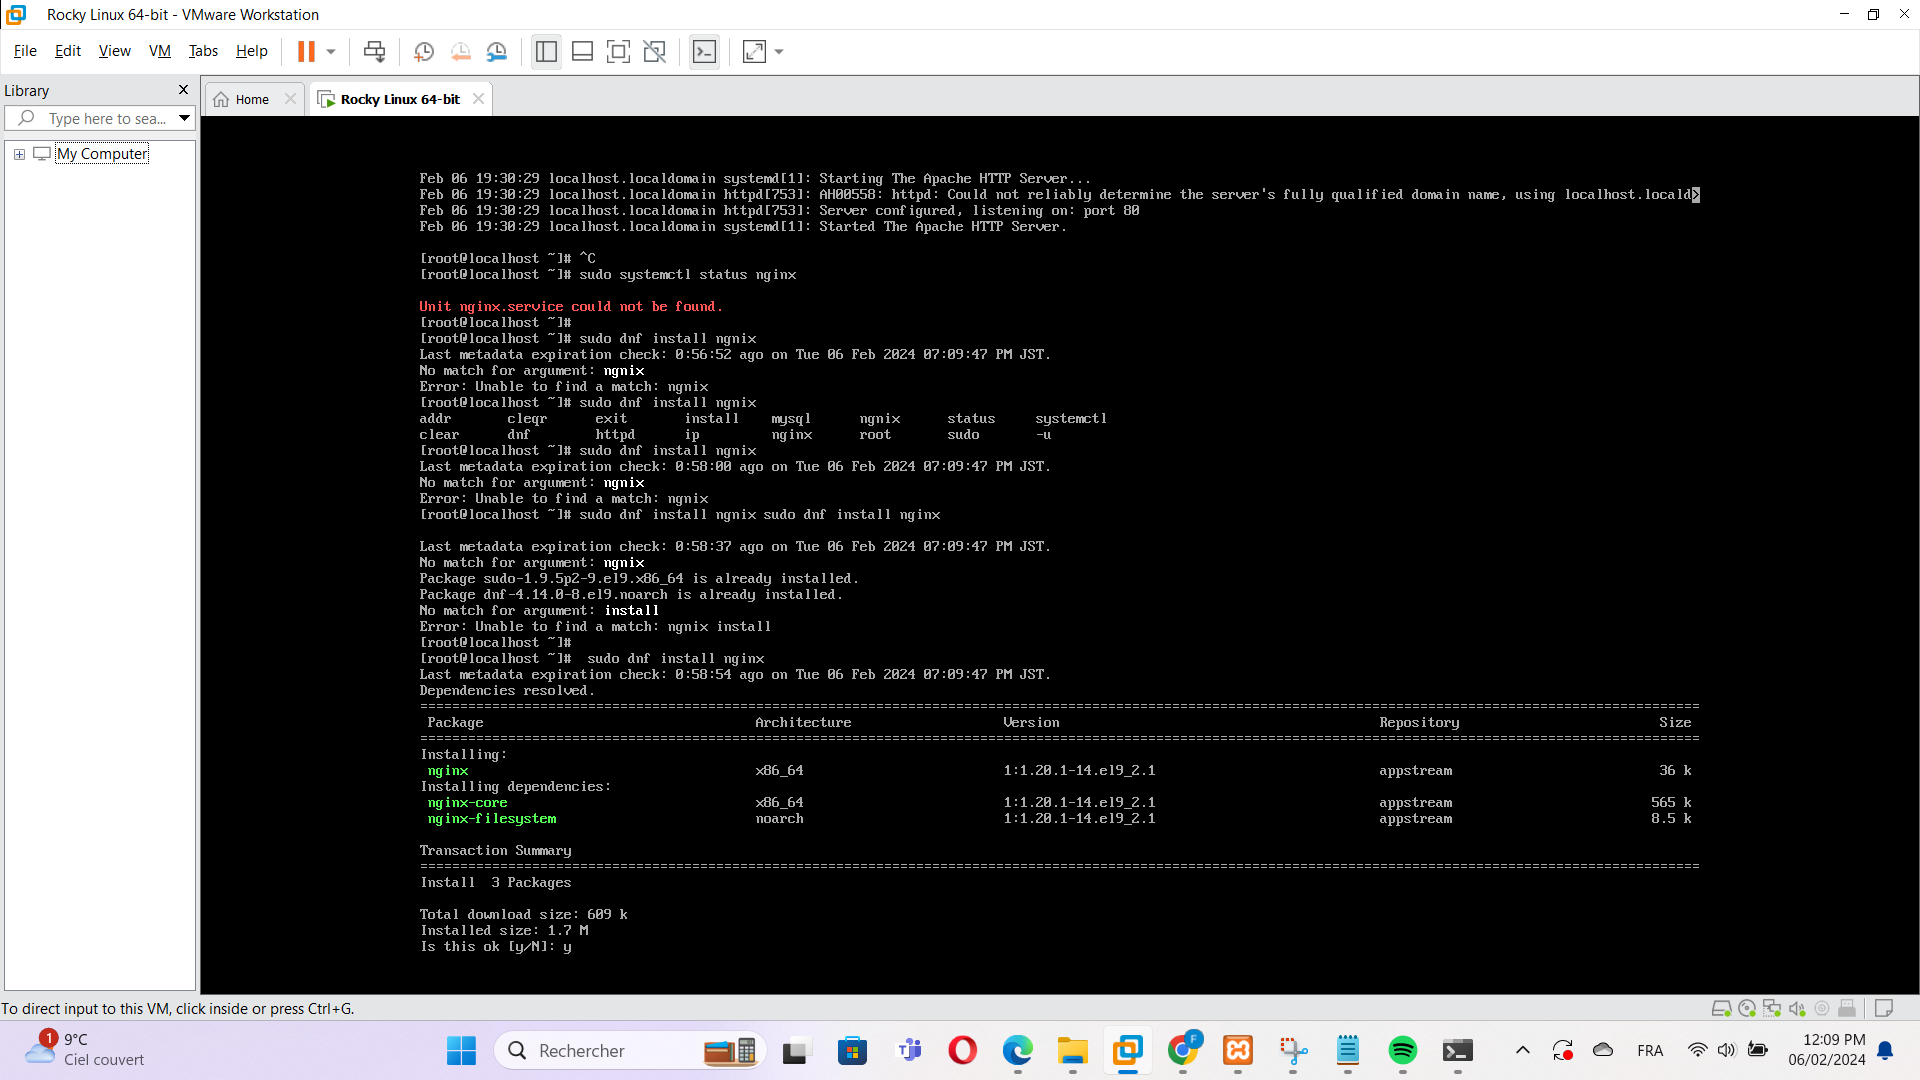 Rocky Linux 64-bit - VMware Workstation
File Edit View VM Tabs Help
Library
Type here to sea...
My Computer
Home
Rocky Linux 64-bit
Feb 06 19:30:29 localhost.localdomain systemd[1]: Starting The Apache HTTP Server...
Feb 06 19:30:29 localhost.localdomain httpd[753]: AH00558: httpd: Could not reliably determine the server's fully qualified domain name, using localhost.locald>
Feb 06 19:30:29 localhost.localdomain httpd[753]: Server configured, listening on: port 80
Feb 06 19:30:29 localhost.localdomain systemd[1]: Started The Apache HTTP Server.
[root@localhost ~]# ^C
[root@localhost ~]# sudo systemctl status nginx
Unit nginx.service could not be found.
[root@localhost ~]#
[root@localhost ~]# sudo dnf install ngnix
Last metadata expiration check: 0:56:52 ago on Tue 06 Feb 2024 07:09:47 PM JST.
No match for argument: ngnix
Error: Unable to find a match: ngnix
[root@localhost ~]# sudo dnf install ngnix
addr cleqr exit install mysql ngnix status systemctl
clear dnf httpd ip nginx root sudo -u
[root@localhost ~]# sudo dnf install ngnix
Last metadata expiration check: 0:58:00 ago on Tue 06 Feb 2024 07:09:47 PM JST.
No match for argument: ngnix
Error: Unable to find a match: ngnix
[root@localhost ~]# sudo dnf install ngnix sudo dnf install nginx
Last metadata expiration check: 0:58:37 ago on Tue 06 Feb 2024 07:09:47 PM JST.
No match for argument: ngnix
Package sudo-1.9.5p2-9.el9.x86_64 is already installed.
Package dnf-4.14.0-8.el9.noarch is already installed.
No match for argument: install
Error: Unable to find a match: ngnix install
[root@localhost ~]#
[root@localhost ~]#  sudo dnf install nginx
Last metadata expiration check: 0:58:54 ago on Tue 06 Feb 2024 07:09:47 PM JST.
Dependencies resolved.
Package Architecture Version Repository Size
Installing:
nginx x86_64 1:1.20.1-14.el9_2.1 appstream 36 k
Installing dependencies:
nginx-core x86_64 1:1.20.1-14.el9_2.1 appstream 565 k
nginx-filesystem noarch 1:1.20.1-14.el9_2.1 appstream 8.5 k
Transaction Summary
Install  3 Packages
Total download size: 609 k
Installed size: 1.7 M
Is this ok [y/N]: y
To direct input to this VM, click inside or press Ctrl+G.
1
9°C
Ciel couvert
Rechercher
F
FRA
12:09 PM
06/02/2024